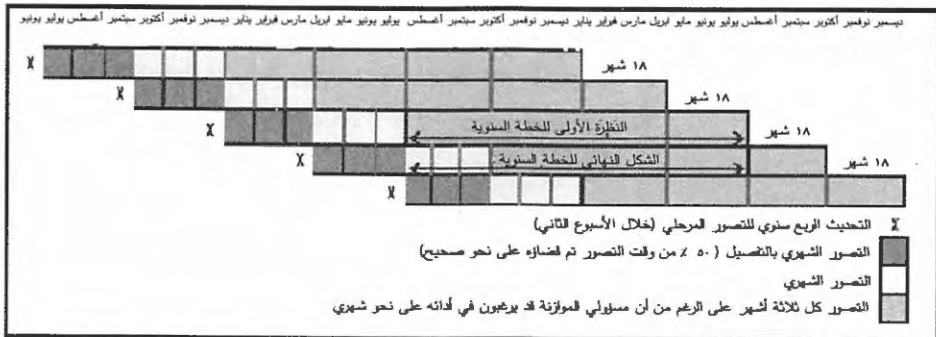 ديسمبر نوفمبر أكتوبر سبتمبر أغسطس يوليو يونيو مايو ابريل مارس فبراير يناير ديسمبر نوفمبر أكتوبر سبتمبر أغسطس يوليو يونيو مايو ابريل مارس فبراير يناير ديسمبر نوفمبر أكتوبر سبتمبر أغسطس يوليو يونيو
١٨ شهر
١٨ شهر
النظرة الأولى للخطة السنوية
١٨ شهر
الشكل النهائي للخطة السنوية
١٨ شهر
التحديث الربع سنوي للتصور المرحلي (خلال الأسبوع الثاني)
التصور الشهري بالتفصيل (٥٠ ٪ من وقت التصور تم قضاؤه على نحو صحيح)
التصور الشهري
التصور كل ثلاثة أشهر على الرغم من أن مسؤولي الموازنة قد يرغبون في أدائه على نحو شهري